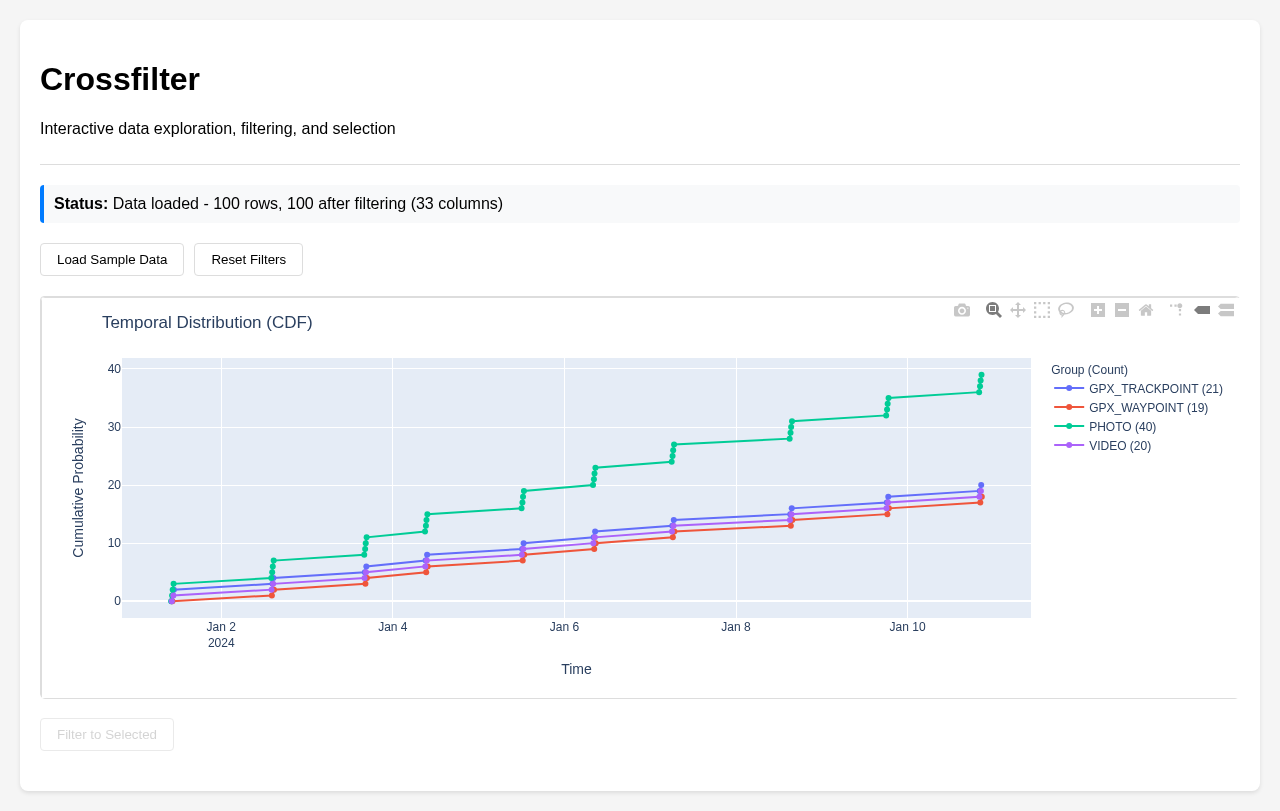 Crossfilter
Interactive data exploration, filtering, and selection
Status: Data loaded - 100 rows, 100 after filtering (33 columns)
Load Sample Data
Reset Filters
Temporal Distribution (CDF)
Cumulative Probability
40
30
20
10
0
Jan 2
2024
Jan 4
Jan 6
Jan 8
Jan 10
Time
Group (Count)
GPX_TRACKPOINT (21)
GPX_WAYPOINT (19)
PHOTO (40)
VIDEO (20)
Filter to Selected